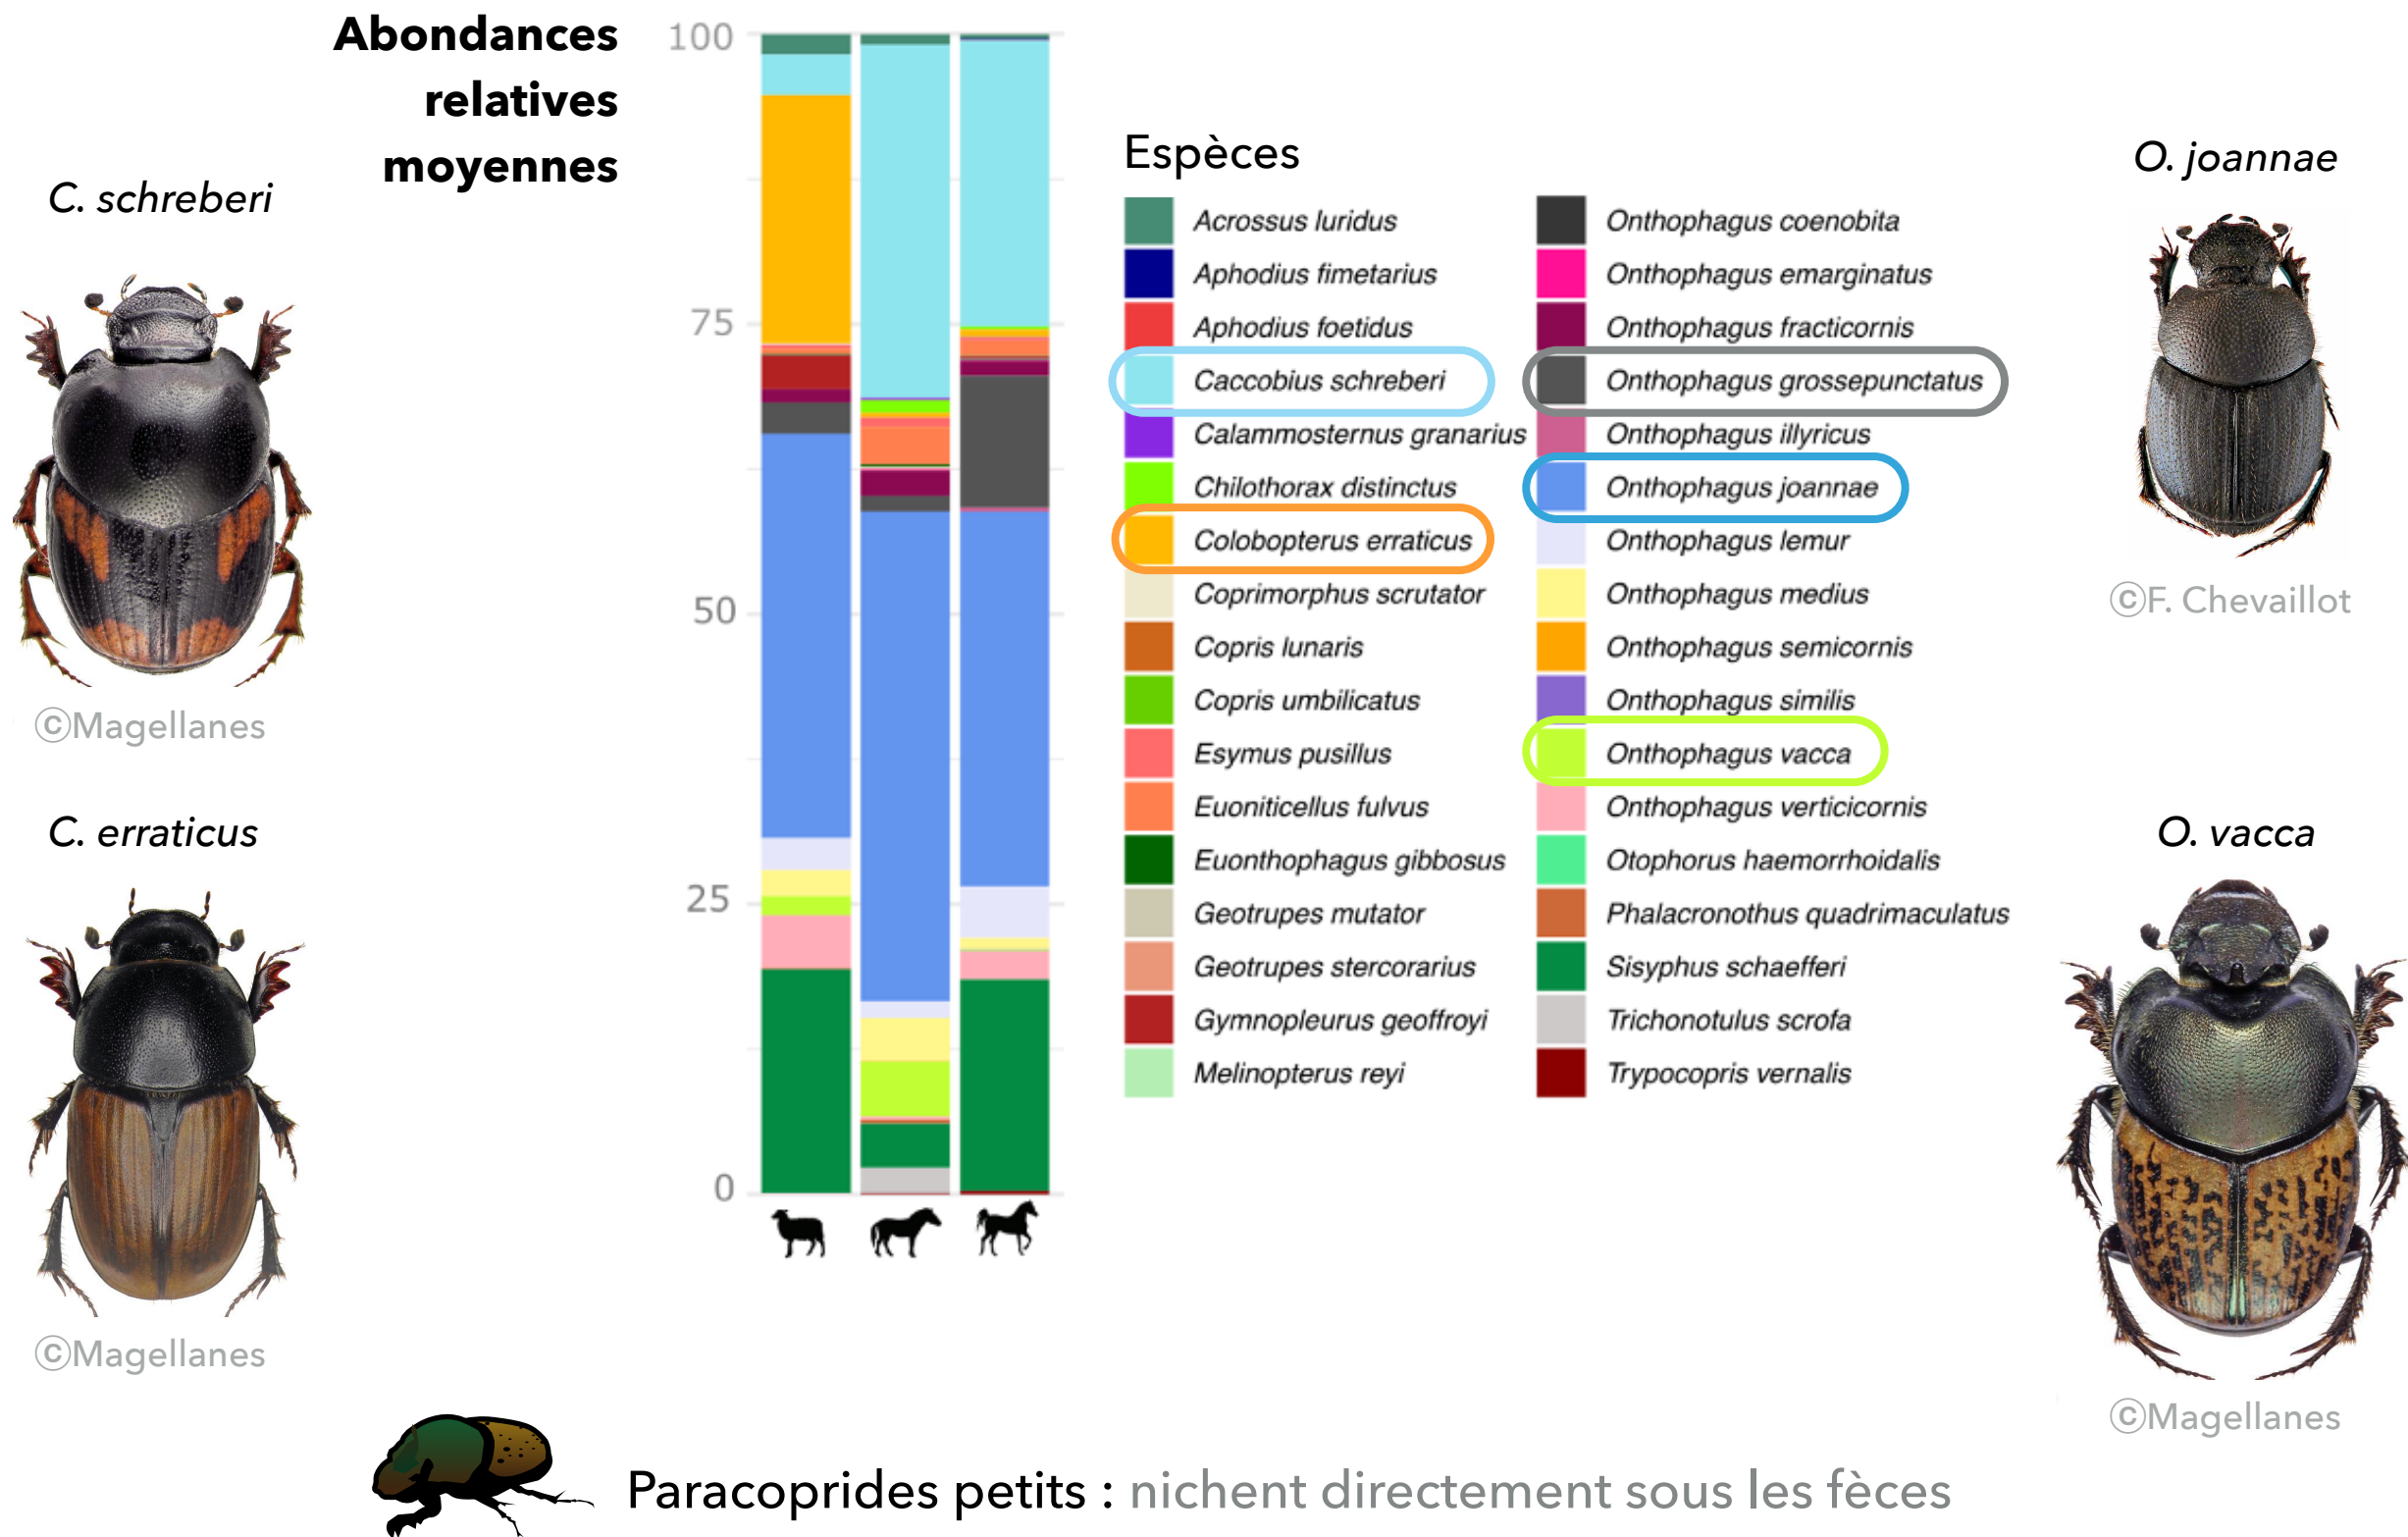 Abondances
relatives
moyennes
100
75
50
25
0
C. schreberi
©Magellanes
C. erraticus
©Magellanes
Espèces
Acrossus luridus
Aphodius fimetarius
Aphodius foetidus
Caccobius schreberi
Calammosternus granarius
Chilothorax distinctus
Colobopterus erraticus
Coprimorphus scrutator
Copris lunaris
Copris umbilicatus
Esymus pusillus
Euoniticellus fulvus
Euonthophagus gibbosus
Geotrupes mutator
Geotrupes stercorarius
Gymnopleurus geoffroyi
Melinopterus reyi
Onthophagus coenobita
Onthophagus emarginatus
Onthophagus fracticornis
Onthophagus grossepunctatus
Onthophagus illyricus
Onthophagus joannae
Onthophagus lemur
Onthophagus medius
Onthophagus semicornis
Onthophagus similis
Onthophagus vacca
Onthophagus verticicornis
Otophorus haemorrhoidalis
Phalacronothus quadrimaculatus
Sisyphus schaefferi
Trichonotulus scrofa
Trypocopris vernalis
O. joannae
©F. Chevaillot
O. vacca
©Magellanes
Paracoprides petits : nichent directement sous les fèces